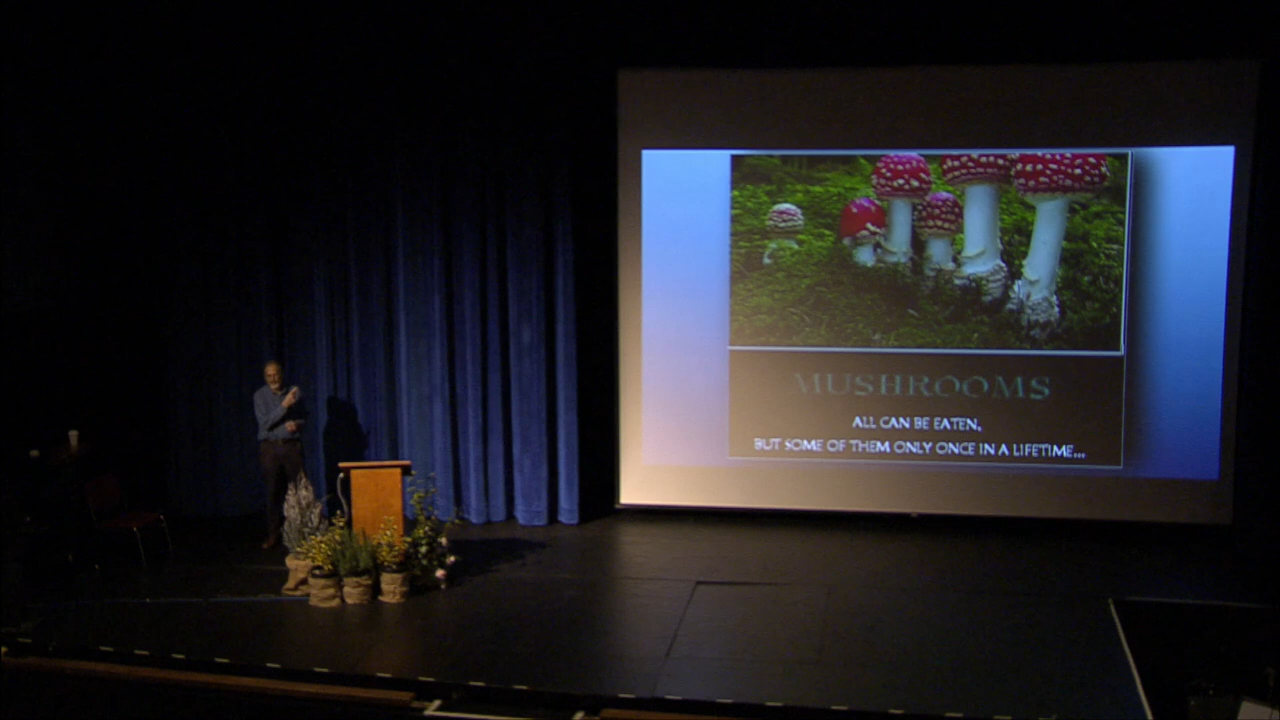 MUSHROOMS
ALL CAN BE EATEN,
BUT SOME OF THEM ONLY ONCE IN A LIFETIME...